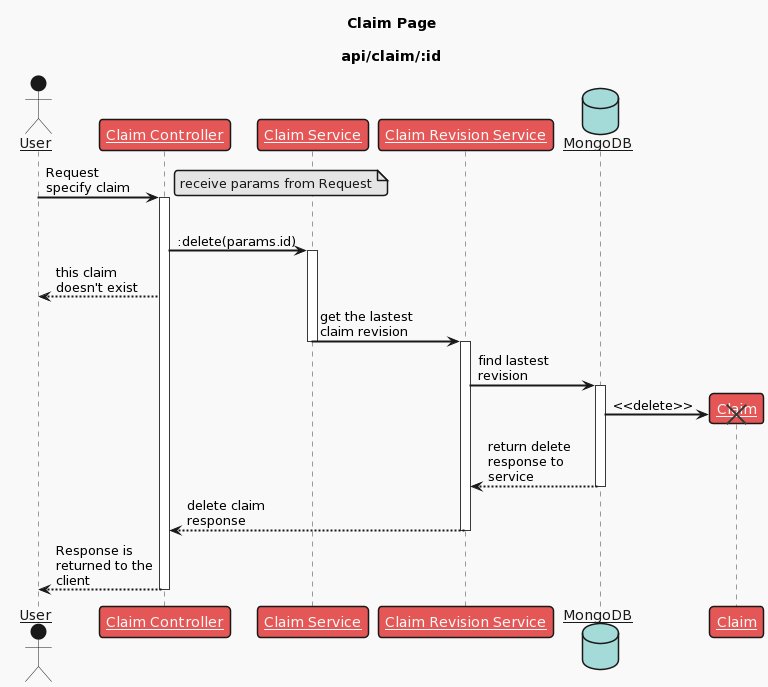 Claim Page
api/claim/:id
User
Claim Controller
Claim Service
Claim Revision Service
MongoDB
Request
specify claim
receive params from Request
:delete(params.id)
this claim
doesn't exist
get the lastest
claim revision
find lastest
revision
<<delete>>
Claim
return delete
response to
service
delete claim
response
Response is
returned to the
client
User
Claim Controller
Claim Service
Claim Revision Service
MongoDB
Claim